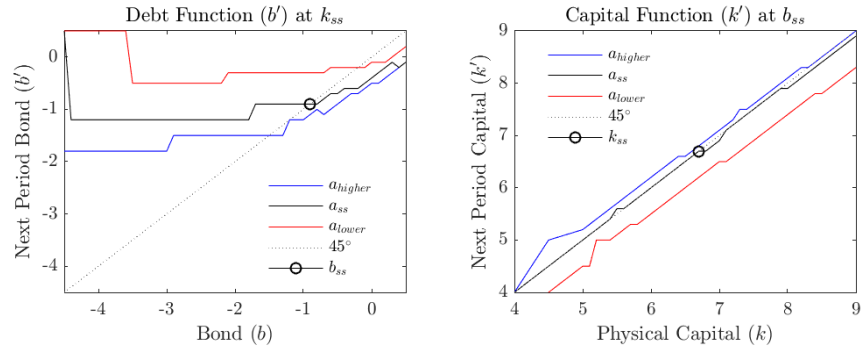 Debt Function (b′) at k_ss
Next Period Bond (b′)
0
-1
-2
-3
-4
a_higher
a_ss
a_lower
45°
b_ss
-4
-3
-2
-1
0
Bond (b)
Capital Function (k′) at b_ss
Next Period Capital (k′)
9
8
7
6
5
4
a_higher
a_ss
a_lower
45°
k_ss
4
5
6
7
8
9
Physical Capital (k)